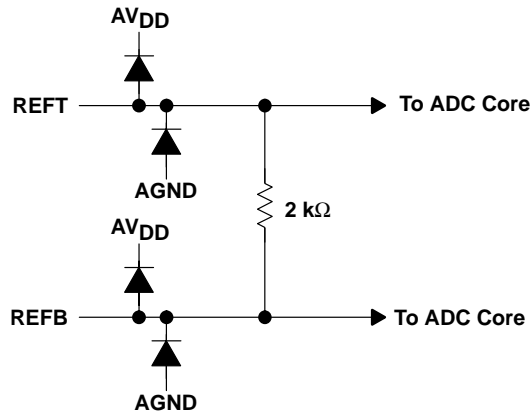 AVDD
REFT
To ADC Core
AGND
2 kΩ
AVDD
REFB
To ADC Core
AGND